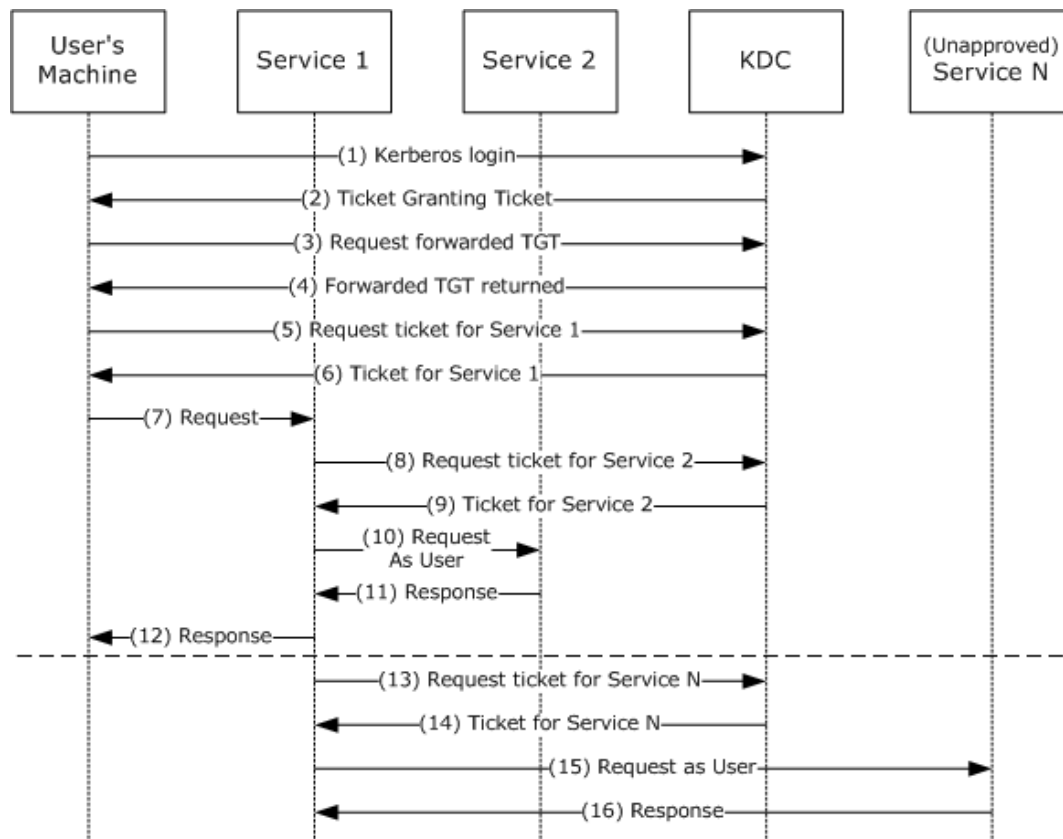 User's
Machine
Service 1
Service 2
KDC
(Unapproved)
Service N
(1) Kerberos login
(2) Ticket Granting Ticket
(3) Request forwarded TGT
(4) Forwarded TGT returned
(5) Request ticket for Service 1
(6) Ticket for Service 1
(7) Request
(8) Request ticket for Service 2
(9) Ticket for Service 2
(10) Request
As User
(11) Response
(12) Response
(13) Request ticket for Service N
(14) Ticket for Service N
(15) Request as User
(16) Response